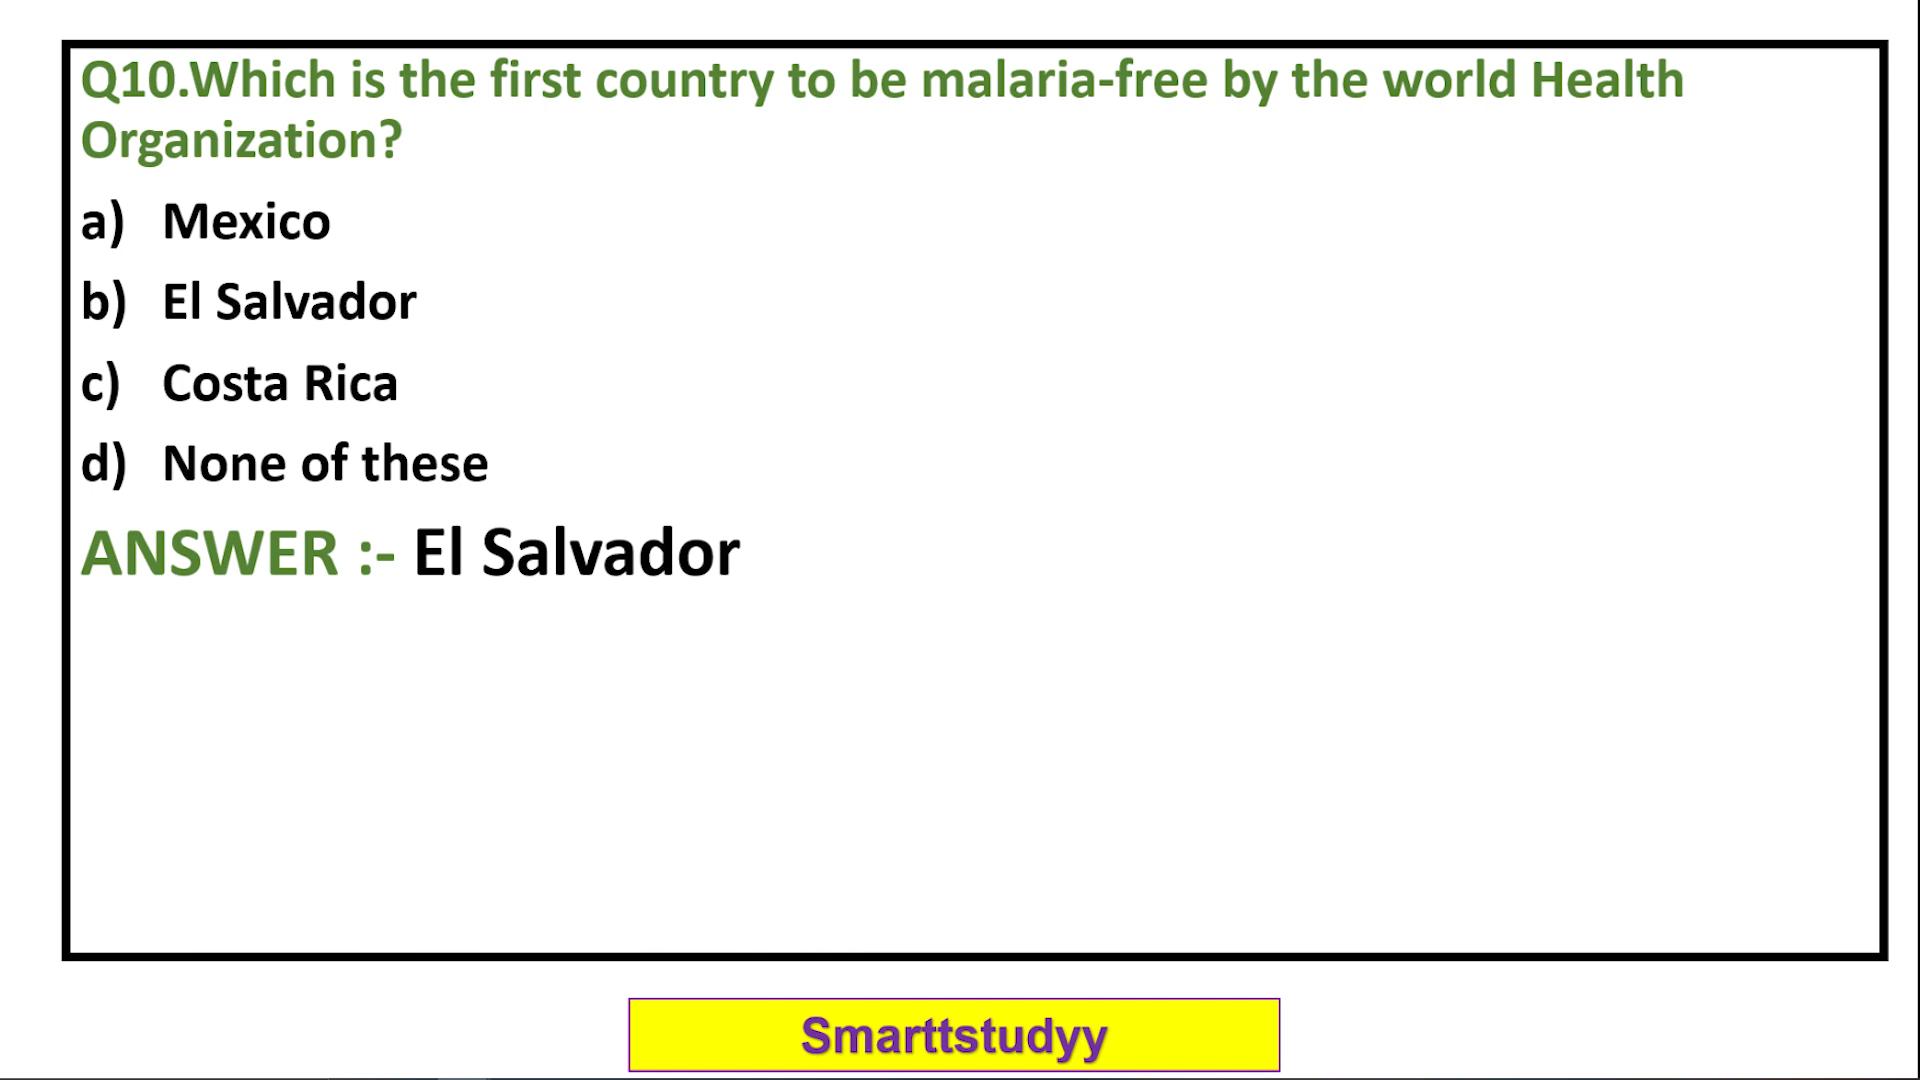 Q10.Which is the first country to be malaria-free by the world Health
Organization?
a) Mexico
b) El Salvador
c) Costa Rica
d) None of these
ANSWER :- El Salvador
Smarttstudyy